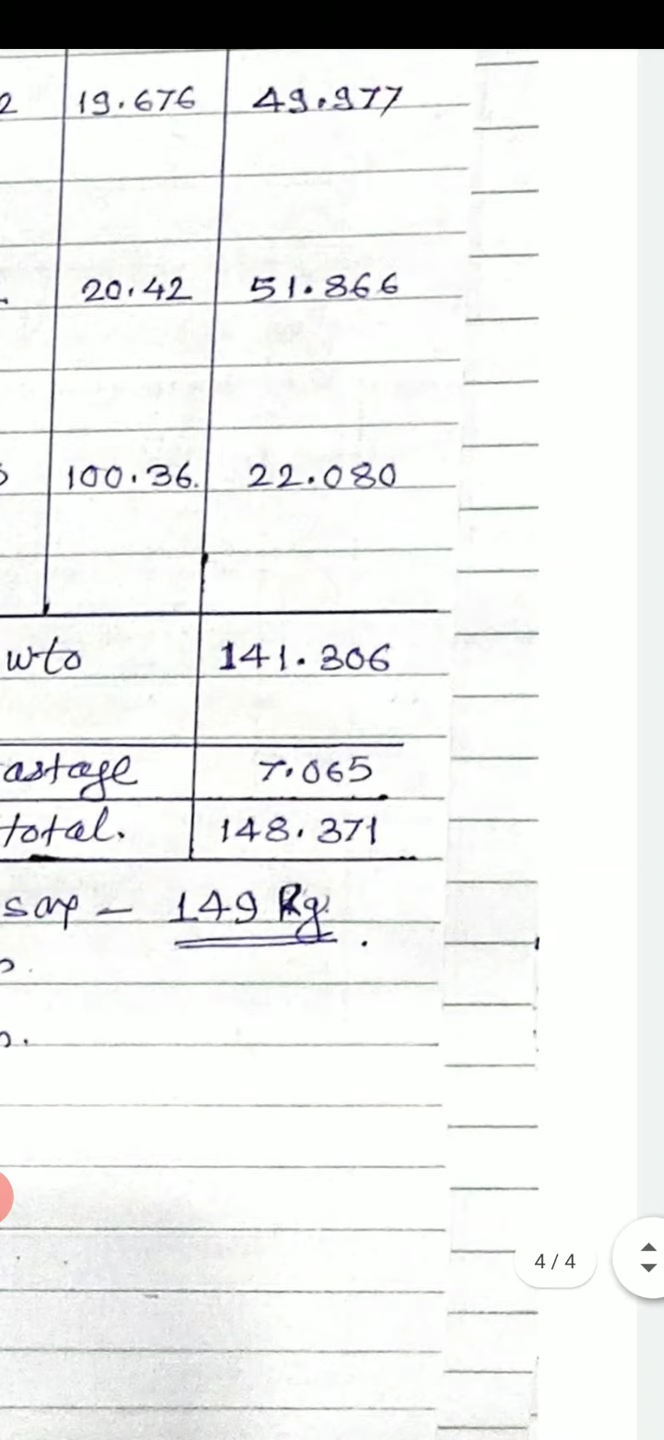 2 19.676 49.977
20.42 51.866
100.36. 22.080
wto 141.306
astage 7.065
total. 148.371
say - 149 Kg.
4 / 4